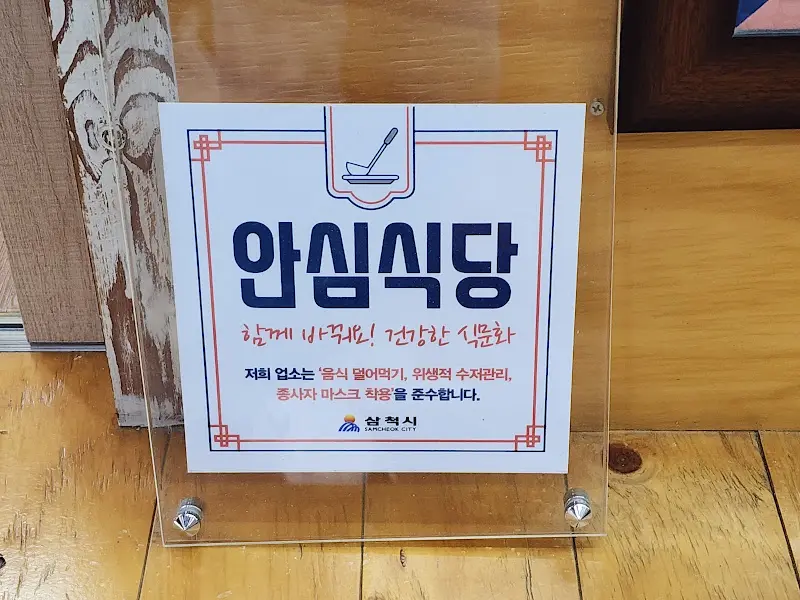 안심식당
함께 바꿔요! 건강한 식문화
저희 업소는 '음식 덜어먹기, 위생적 수저관리,
종사자 마스크 착용'을 준수합니다.
삼척시
SAMCHEOK CITY